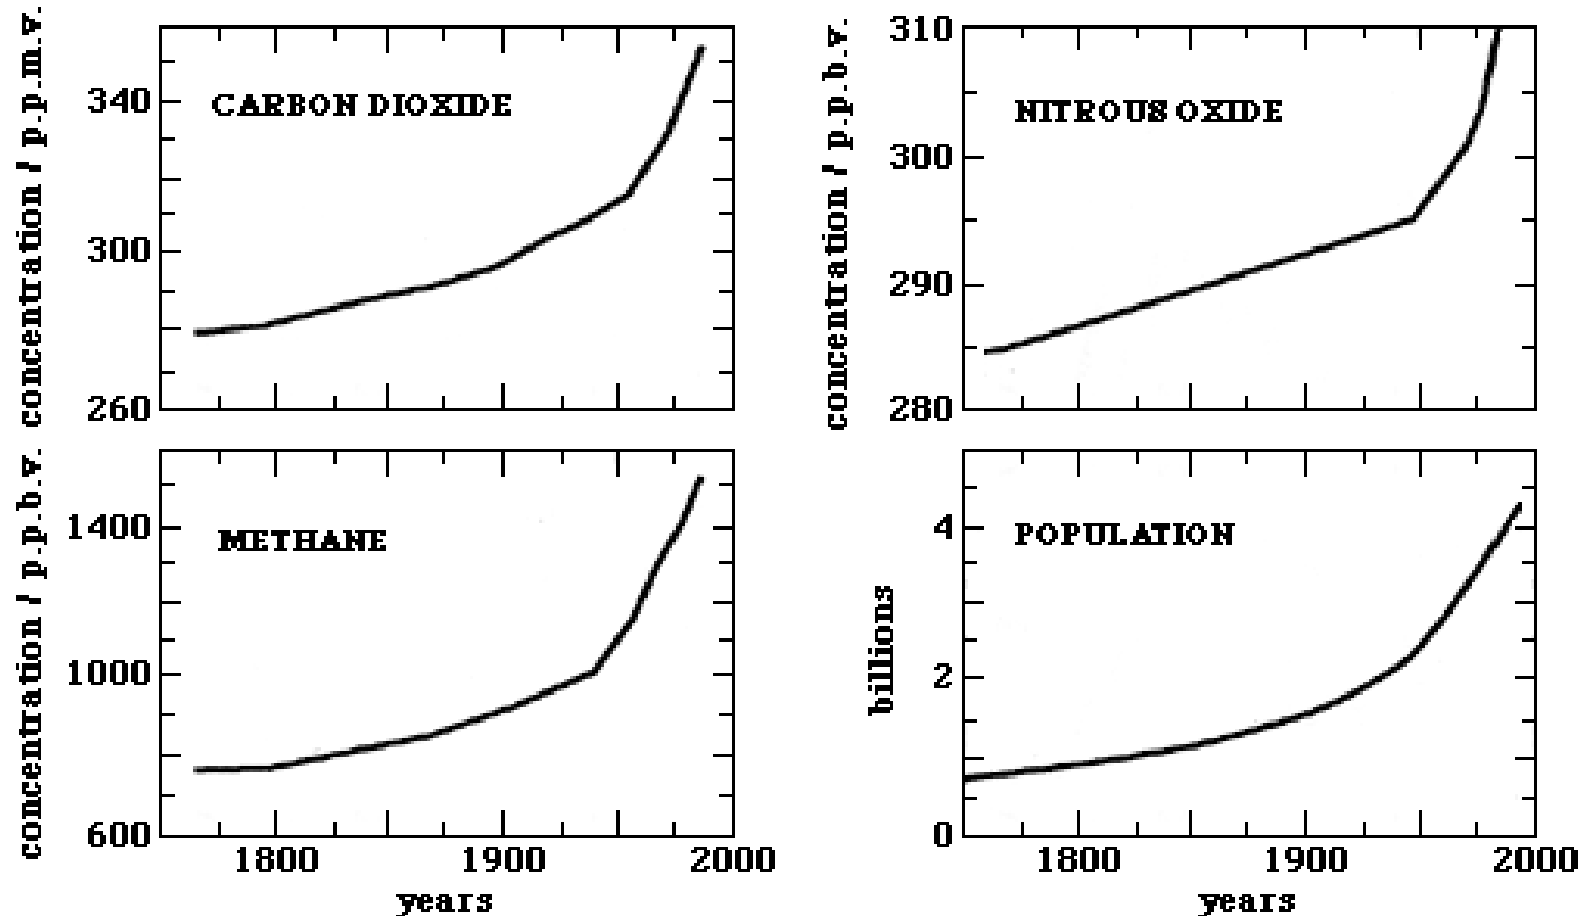 concentration / p.p.m.v.
340
300
260
CARBON DIOXIDE
concentration / p.p.b.v.
310
300
290
280
NITROUS OXIDE
concentration / p.p.b.v.
1400
1000
600
METHANE
1800 1900 2000
years
billions
4
2
0
POPULATION
1800 1900 2000
years